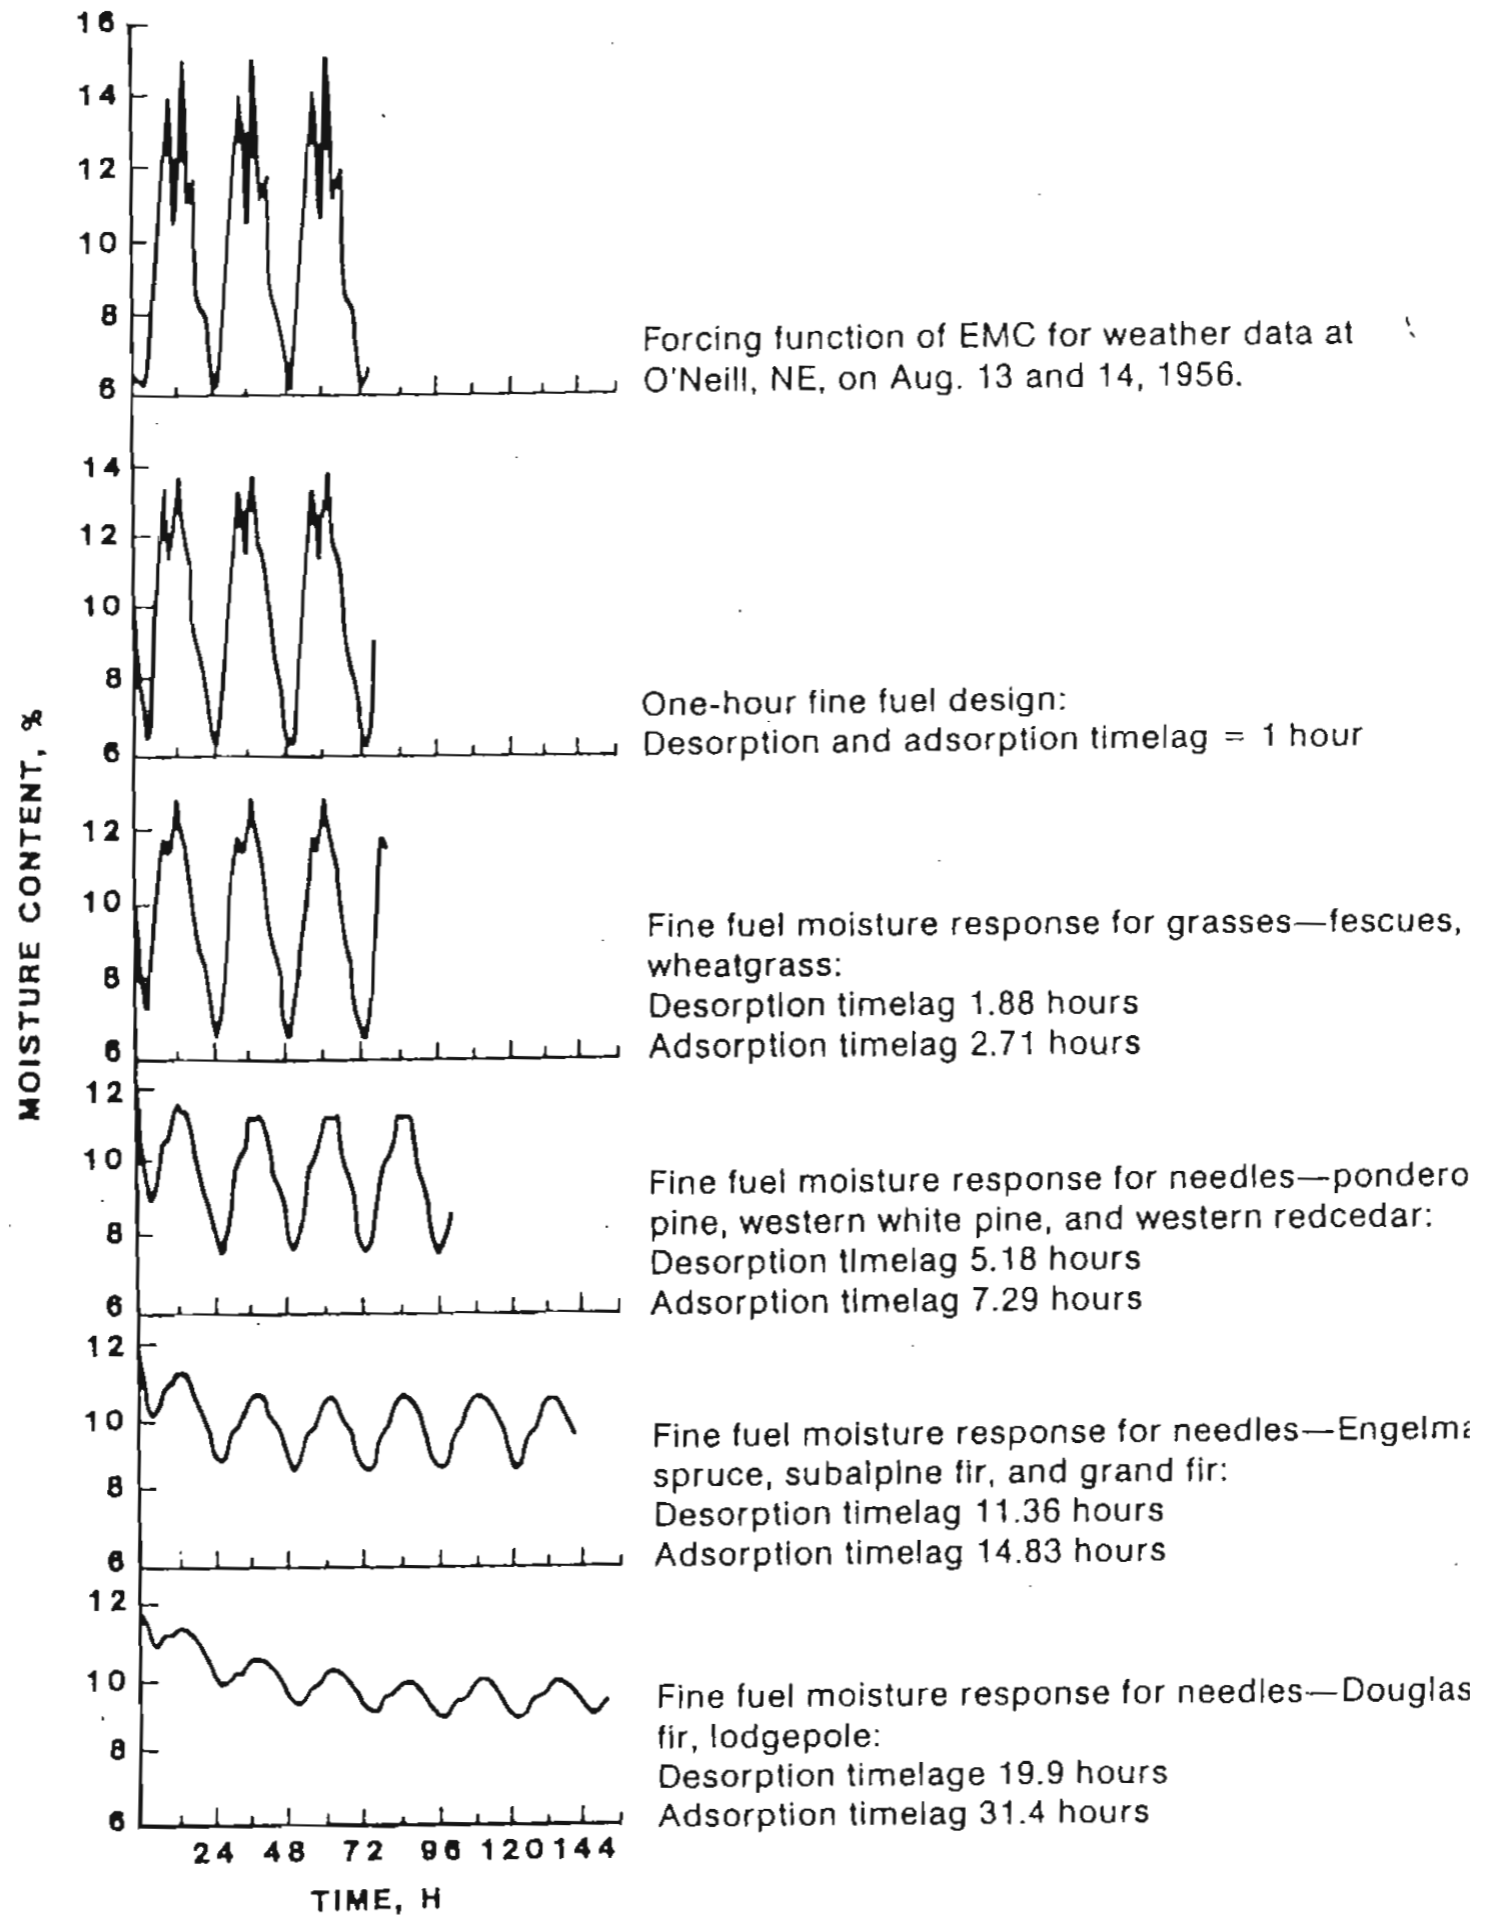 16
14
12
10
8
6
Forcing function of EMC for weather data at
O'Neill, NE, on Aug. 13 and 14, 1956.
14
12
10
8
6
One-hour fine fuel design:
Desorption and adsorption timelag = 1 hour
MOISTURE CONTENT, %
12
10
8
6
Fine fuel moisture response for grasses—fescues,
wheatgrass:
Desorption timelag 1.88 hours
Adsorption timelag 2.71 hours
12
10
8
6
Fine fuel moisture response for needles—pondero
pine, western white pine, and western redcedar:
Desorption timelag 5.18 hours
Adsorption timelag 7.29 hours
12
10
8
6
Fine fuel moisture response for needles—Engelma
spruce, subalpine fir, and grand fir:
Desorption timelag 11.36 hours
Adsorption timelag 14.83 hours
12
10
8
6
Fine fuel moisture response for needles—Douglas
fir, lodgepole:
Desorption timelage 19.9 hours
Adsorption timelag 31.4 hours
24 48 72 96 120 144
TIME, H